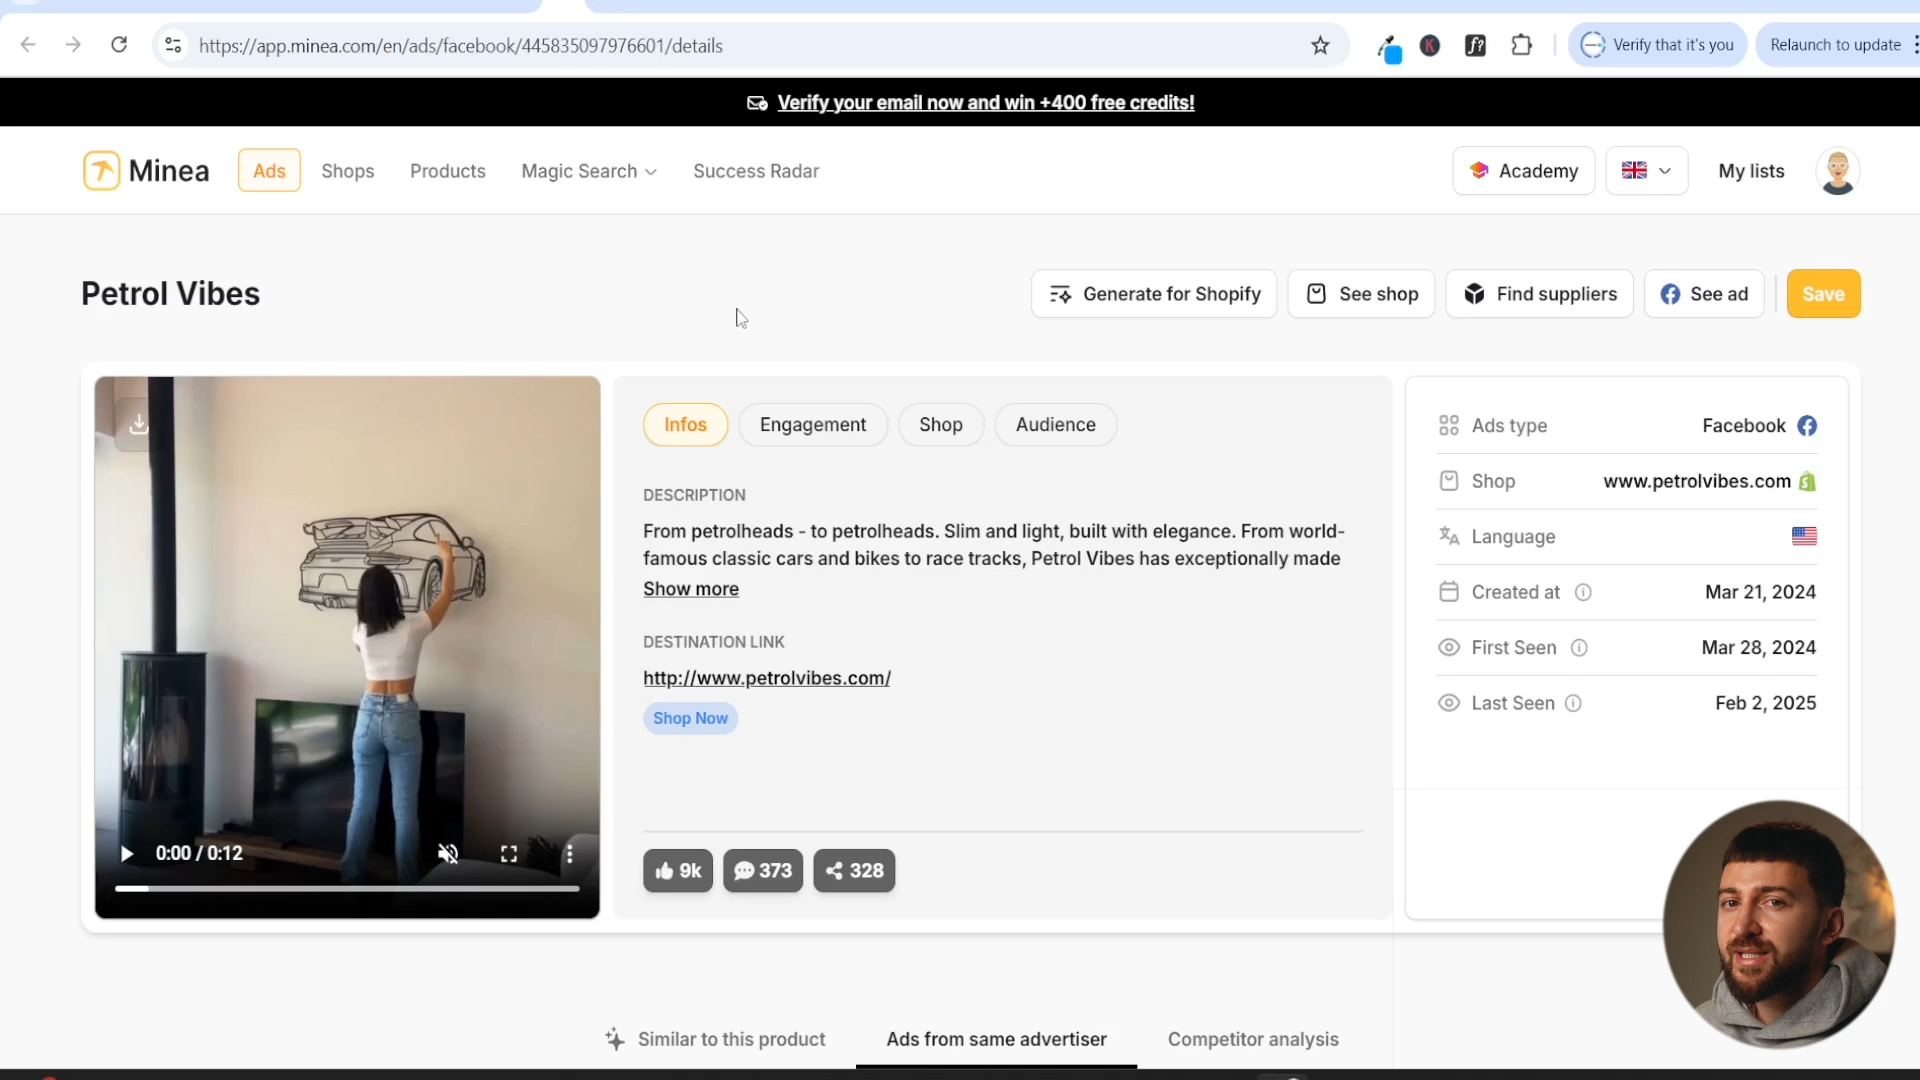 https://app.minea.com/en/ads/facebook/445835097976601/details
K
f?
Verify that it's you
Relaunch to update
Verify your email now and win +400 free credits!
Minea
Ads
Shops
Products
Magic Search
Success Radar
Academy
My lists
Petrol Vibes
Generate for Shopify
See shop
Find suppliers
See ad
Save
Infos
Engagement
Shop
Audience
DESCRIPTION
From petrolheads - to petrolheads. Slim and light, built with elegance. From world-
famous classic cars and bikes to race tracks, Petrol Vibes has exceptionally made
Show more
DESTINATION LINK
http://www.petrolvibes.com/
Shop Now
9k
373
328
0:00 / 0:12
Ads type
Facebook
Shop
www.petrolvibes.com
Language
Created at
Mar 21, 2024
First Seen
Mar 28, 2024
Last Seen
Feb 2, 2025
Similar to this product
Ads from same advertiser
Competitor analysis